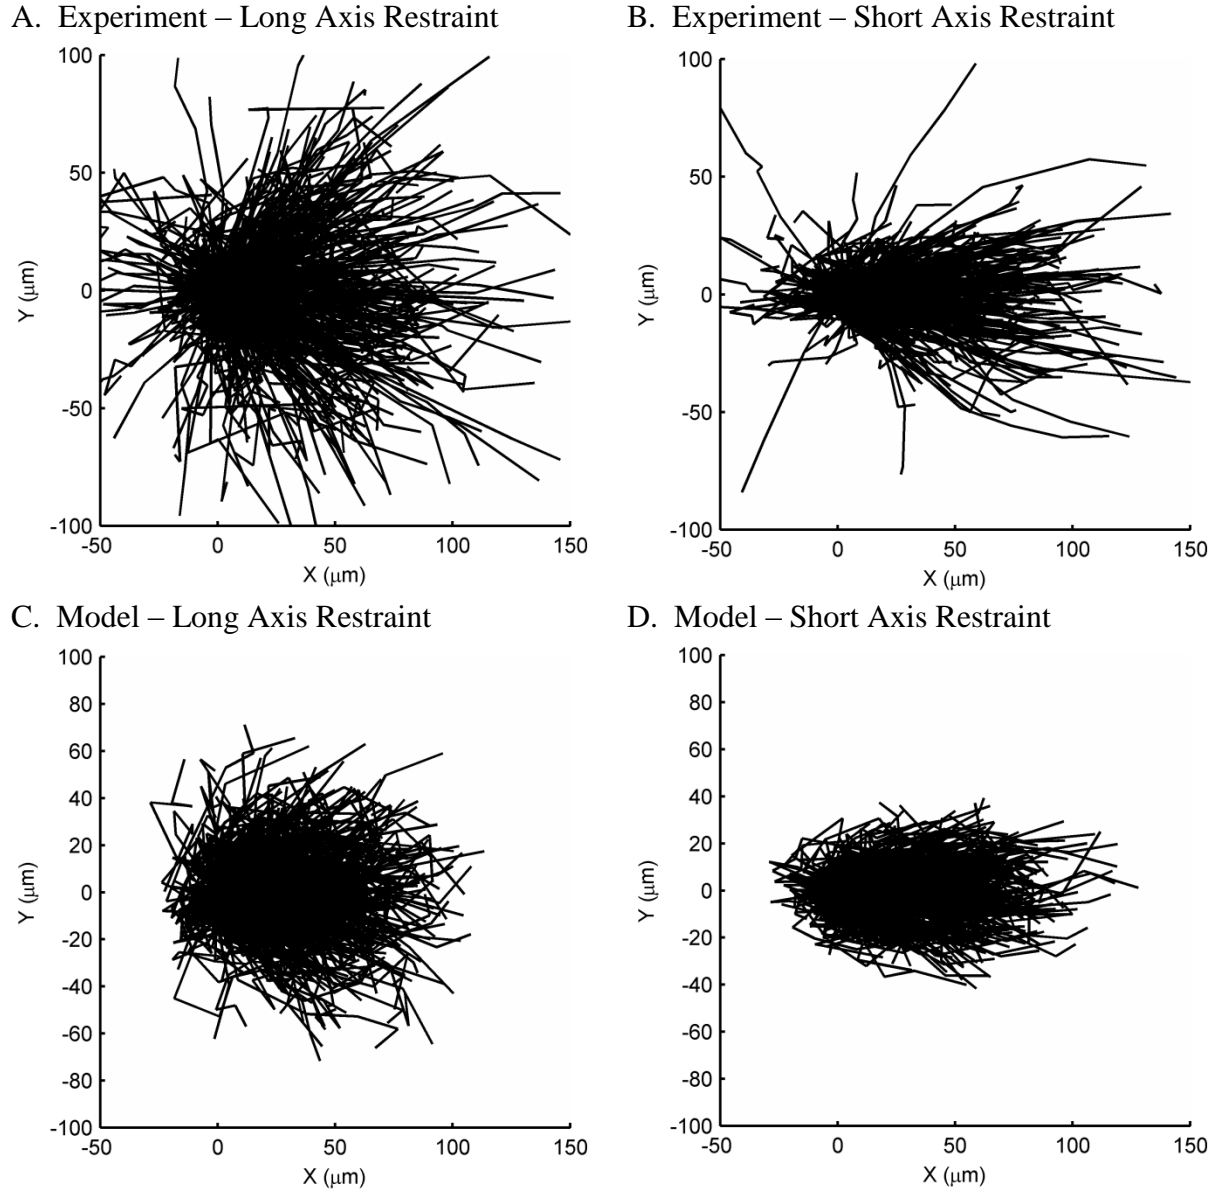 A. Experiment – Long Axis Restraint
100
50
0
-50
-100
Y (μm)
-50 0 50 100 150
X (μm)
B. Experiment – Short Axis Restraint
100
50
0
-50
-100
Y (μm)
-50 0 50 100 150
X (μm)
C. Model – Long Axis Restraint
100
80
60
40
20
0
-20
-40
-60
-80
-100
Y (μm)
-50 0 50 100 150
X (μm)
D. Model – Short Axis Restraint
100
80
60
40
20
0
-20
-40
-60
-80
-100
Y (μm)
-50 0 50 100 150
X (μm)